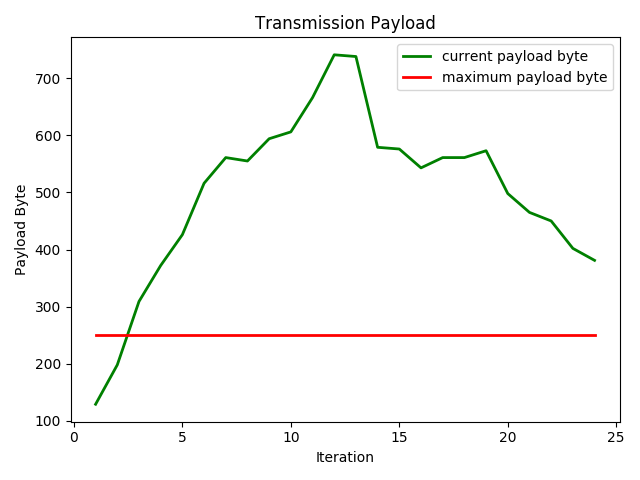 Transmission Payload
current payload byte
maximum payload byte
Payload Byte
700
600
500
400
300
200
100
0 5 10 15 20 25
Iteration